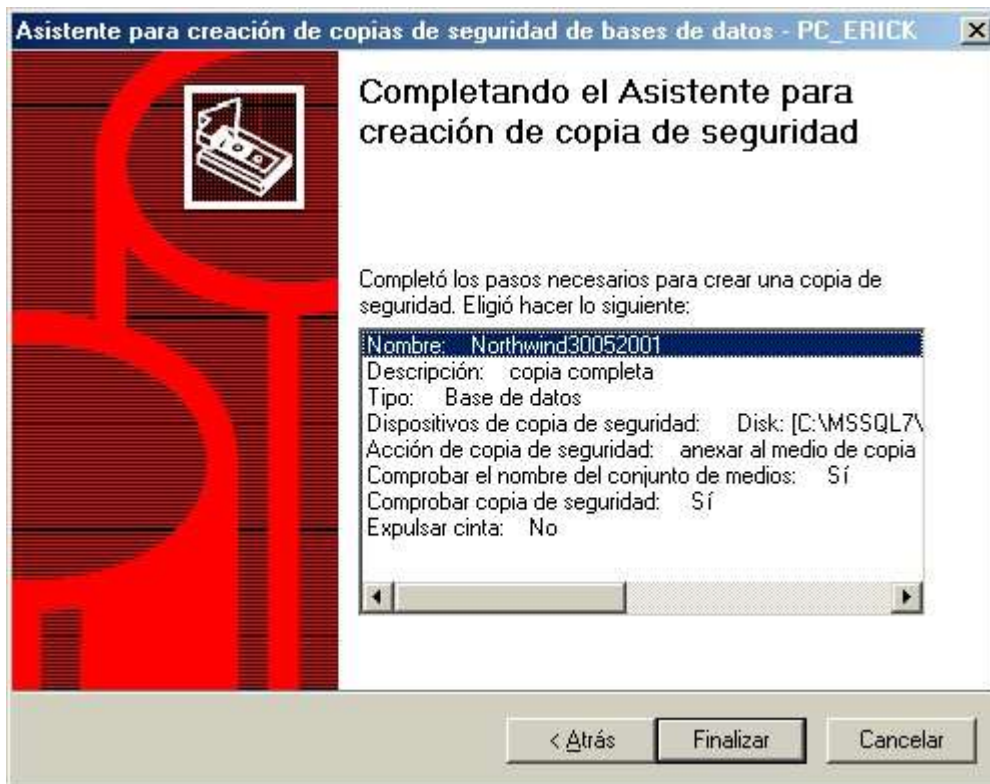 Asistente para creación de copias de seguridad de bases de datos - PC_ERICK
Completando el Asistente para
creación de copia de seguridad
Completó los pasos necesarios para crear una copia de
seguridad. Eligió hacer lo siguiente:
Nombre: Northwind30052001
Descripción: copia completa
Tipo: Base de datos
Dispositivos de copia de seguridad: Disk: [C:\MSSQL7\
Acción de copia de seguridad: anexar al medio de copia
Comprobar el nombre del conjunto de medios: Sí
Comprobar copia de seguridad: Sí
Expulsar cinta: No
< Atrás Finalizar Cancelar